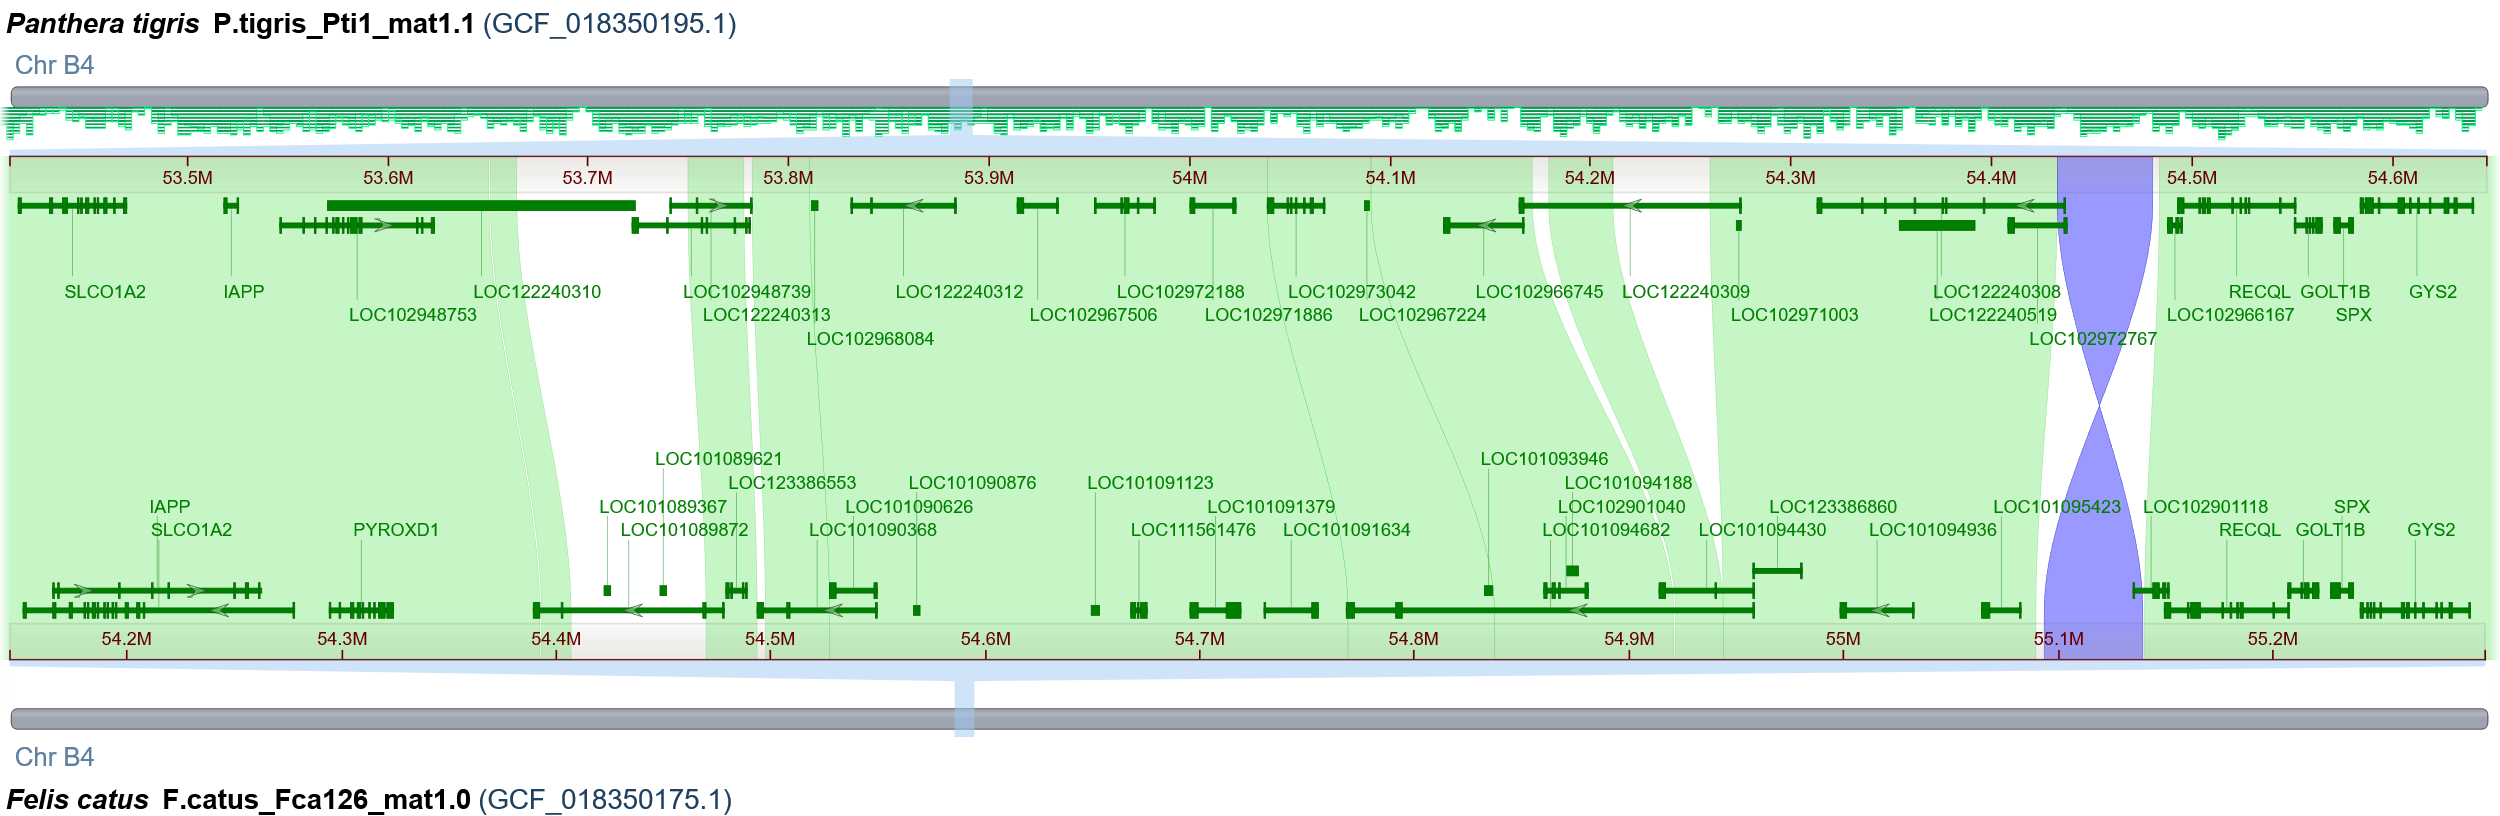 Panthera tigris P.tigris_Pti1_mat1.1 (GCF_018350195.1)
Chr B4
53.5M 53.6M 53.7M 53.8M 53.9M 54M 54.1M 54.2M 54.3M 54.4M 54.5M 54.6M
SLCO1A2 IAPP LOC122240310 LOC102948739 LOC122240312 LOC102972188 LOC102973042 LOC102966745 LOC122240309 LOC122240308 RECQL GOLT1B GYS2
LOC102948753 LOC122240313 LOC102967506 LOC102971886 LOC102967224 LOC102971003 LOC122240519 LOC102966167 SPX
LOC102968084 LOC102972767
LOC101089621 LOC101093946
LOC123386553 LOC101090876 LOC101091123 LOC101094188
IAPP LOC101089367 LOC101090626 LOC101091379 LOC102901040 LOC123386860 LOC101095423 LOC102901118 SPX
SLCO1A2 PYROXD1 LOC101089872 LOC101090368 LOC111561476 LOC101091634 LOC101094682 LOC101094430 LOC101094936 RECQL GOLT1B GYS2
54.2M 54.3M 54.4M 54.5M 54.6M 54.7M 54.8M 54.9M 55M 55.1M 55.2M
Chr B4
Felis catus F.catus_Fca126_mat1.0 (GCF_018350175.1)